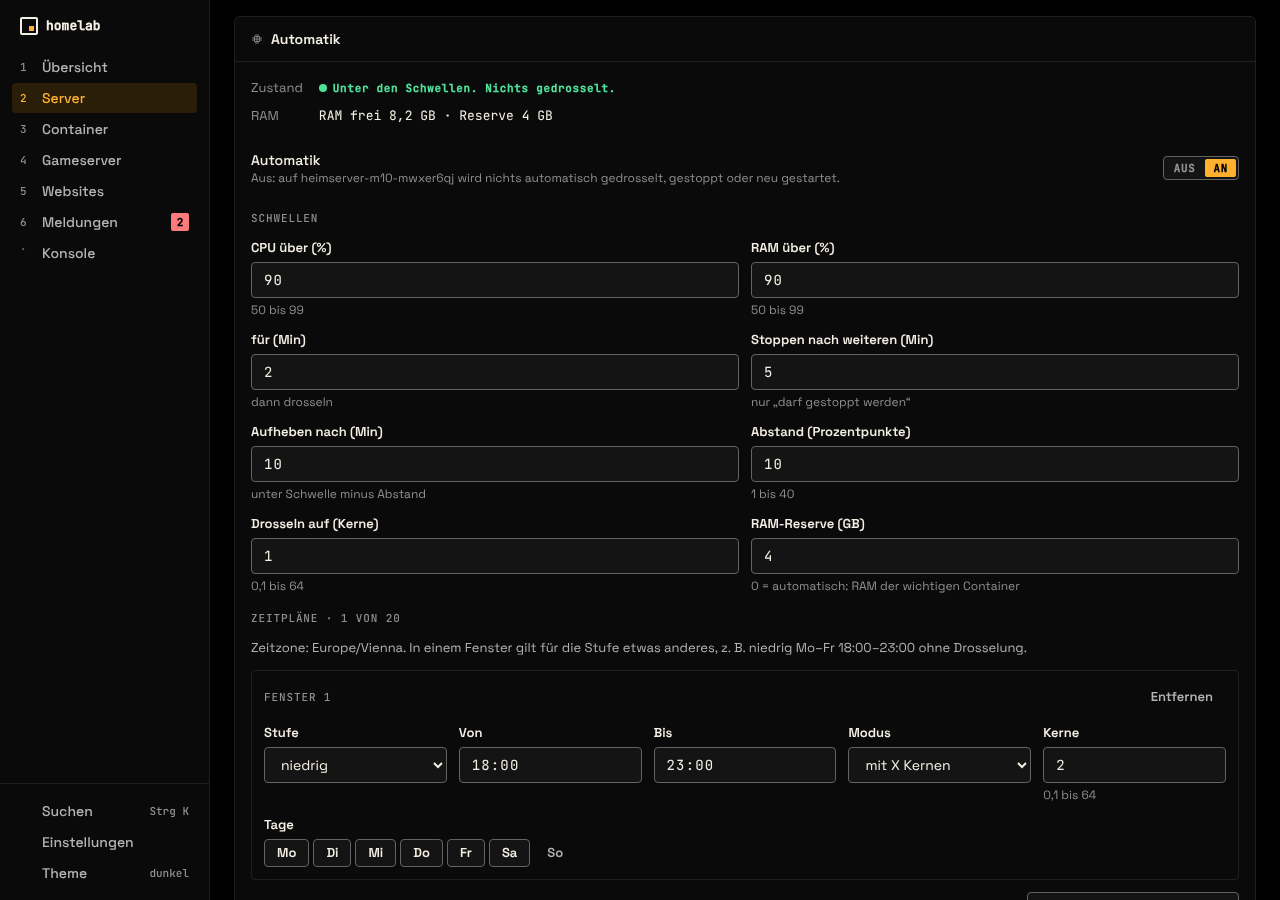 homelab
1 Übersicht
2 Server
3 Container
4 Gameserver
5 Websites
6 Meldungen 2
` Konsole
Suchen Strg K
Einstellungen
Theme dunkel
Automatik
Zustand Unter den Schwellen. Nichts gedrosselt.
RAM RAM frei 8,2 GB · Reserve 4 GB
Automatik
Aus: auf heimserver-m10-mwxer6qj wird nichts automatisch gedrosselt, gestoppt oder neu gestartet.
AUS AN
SCHWELLEN
CPU über (%) RAM über (%)
90 90
50 bis 99 50 bis 99
für (Min) Stoppen nach weiteren (Min)
2 5
dann drosseln nur „darf gestoppt werden“
Aufheben nach (Min) Abstand (Prozentpunkte)
10 10
unter Schwelle minus Abstand 1 bis 40
Drosseln auf (Kerne) RAM-Reserve (GB)
1 4
0,1 bis 64 0 = automatisch: RAM der wichtigen Container
ZEITPLÄNE · 1 VON 20
Zeitzone: Europe/Vienna. In einem Fenster gilt für die Stufe etwas anderes, z. B. niedrig Mo–Fr 18:00–23:00 ohne Drosselung.
FENSTER 1 Entfernen
Stufe Von Bis Modus Kerne
niedrig 18:00 23:00 mit X Kernen 2
0,1 bis 64
Tage
Mo Di Mi Do Fr Sa So